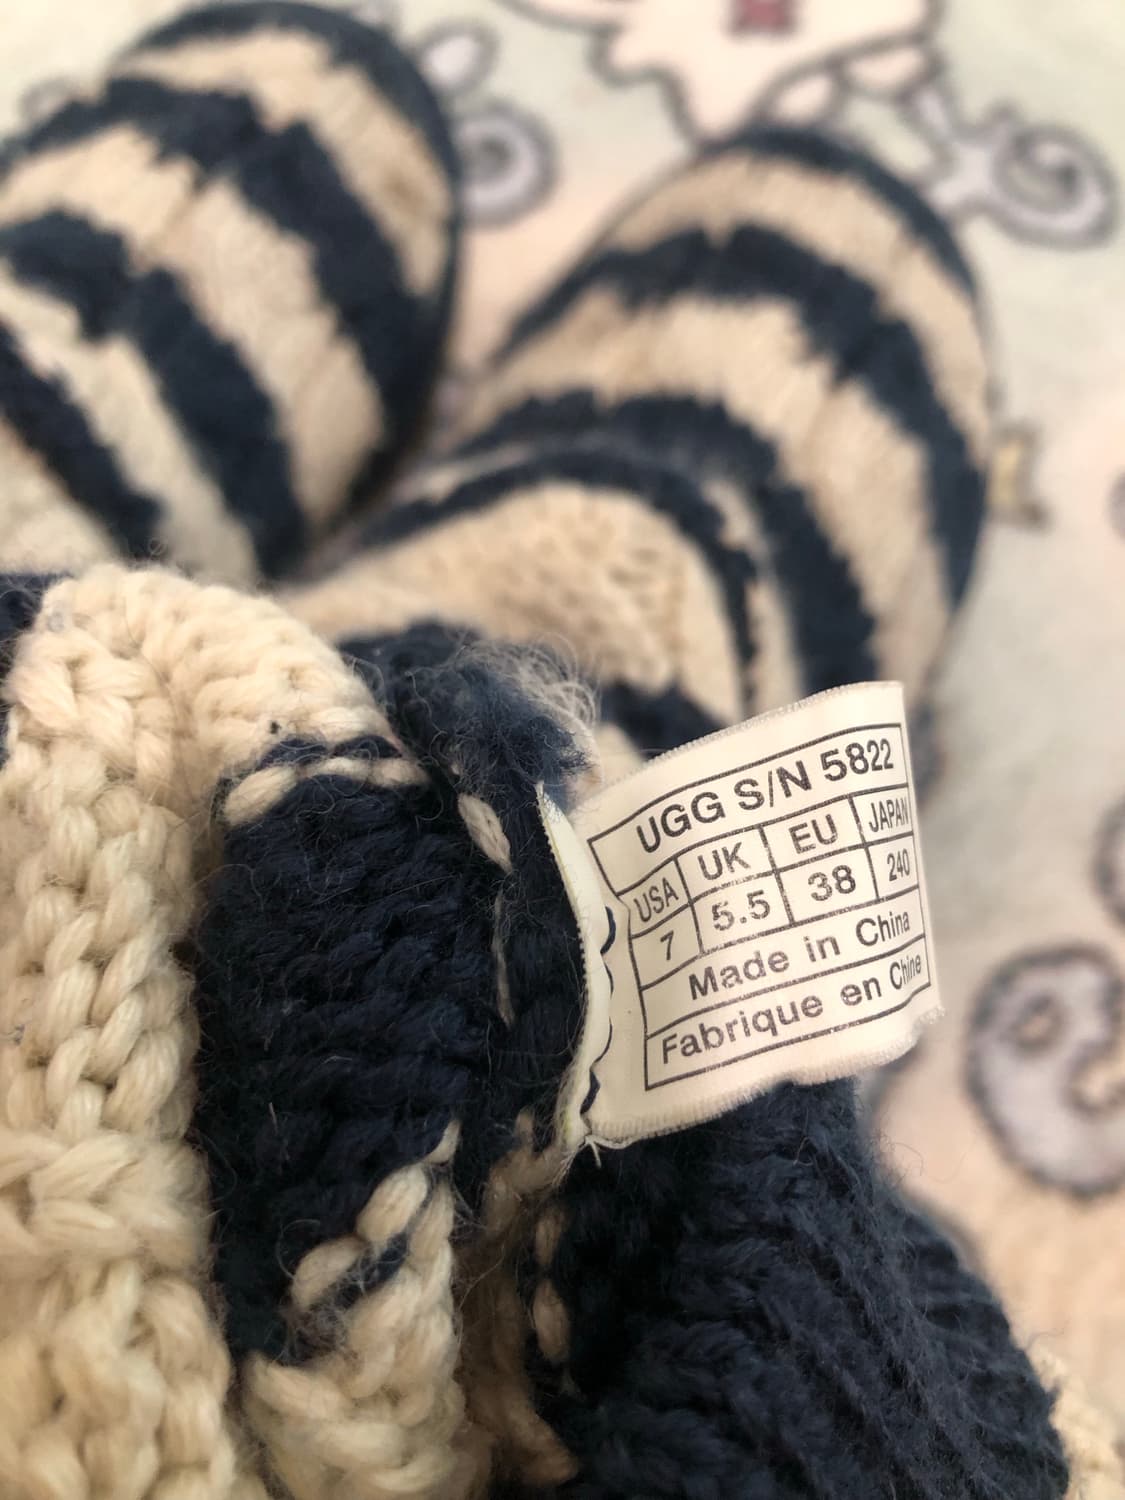 UGG S/N 5822
USA UK EU JAPAN
7 5.5 38 240
Made in China
Fabrique en Chine